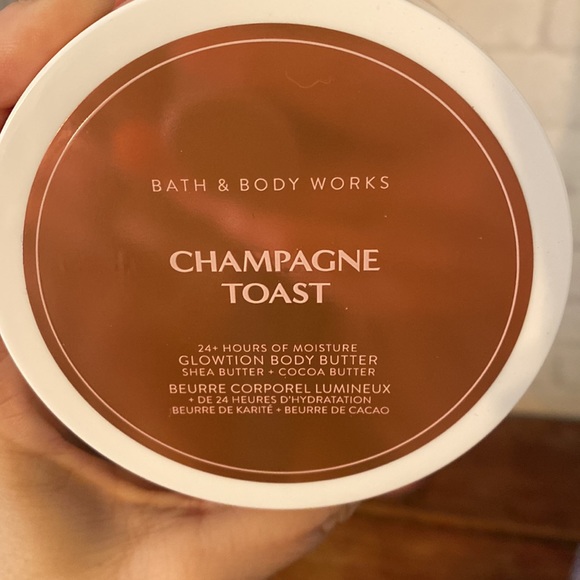 BATH & BODY WORKS
CHAMPAGNE
TOAST
24+ HOURS OF MOISTURE
GLOWTION BODY BUTTER
SHEA BUTTER + COCOA BUTTER
BEURRE CORPOREL LUMINEUX
+ DE 24 HEURES D'HYDRATATION
BEURRE DE KARITÉ + BEURRE DE CACAO